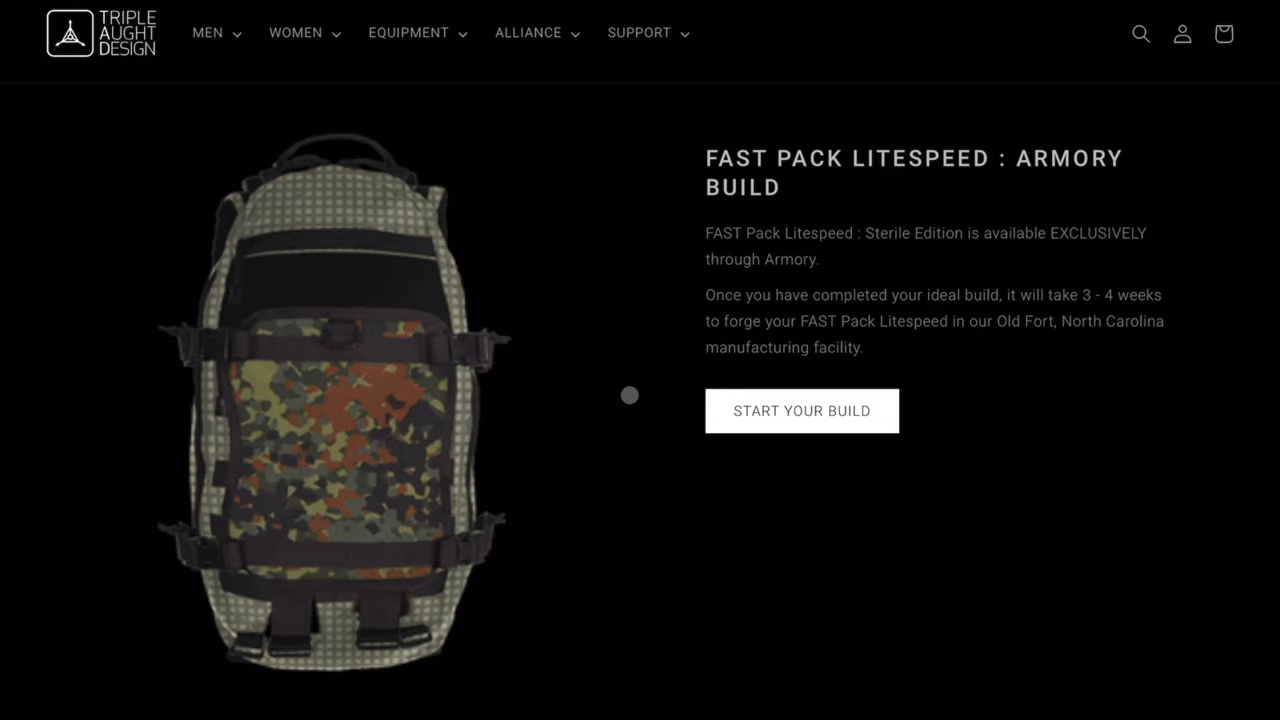 TRIPLE
AUGHT
DESIGN
MEN
WOMEN
EQUIPMENT
ALLIANCE
SUPPORT
FAST PACK LITESPEED : ARMORY
BUILD
FAST Pack Litespeed : Sterile Edition is available EXCLUSIVELY
through Armory.
Once you have completed your ideal build, it will take 3 - 4 weeks
to forge your FAST Pack Litespeed in our Old Fort, North Carolina
manufacturing facility.
START YOUR BUILD